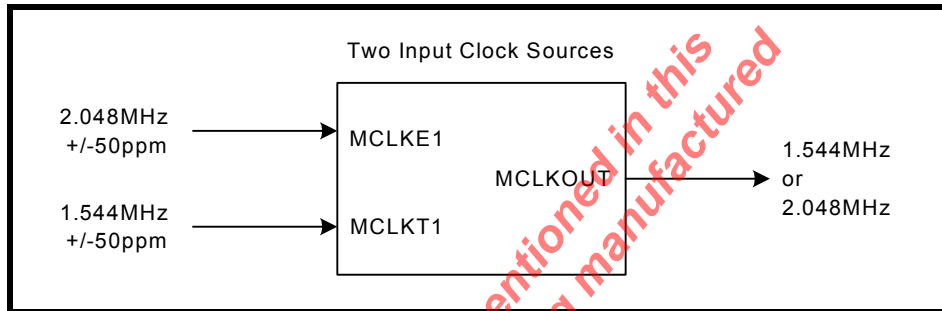 Two Input Clock Sources
2.048MHz
+/-50ppm
MCLKE1
1.544MHz
+/-50ppm
MCLKT1
MCLKOUT
1.544MHz
or
2.048MHz
mentioned in this
manufactured